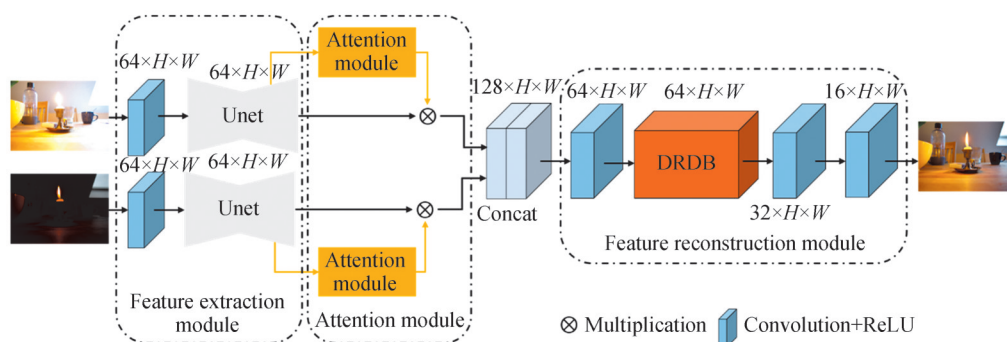 64×H×W
64×H×W
Unet
64×H×W
64×H×W
Unet
Feature extraction
module
Attention
module
Attention
module
Attention module
128×H×W
Concat
64×H×W
64×H×W
DRDB
32×H×W
16×H×W
Feature reconstruction module
⊗ Multiplication
Convolution+ReLU